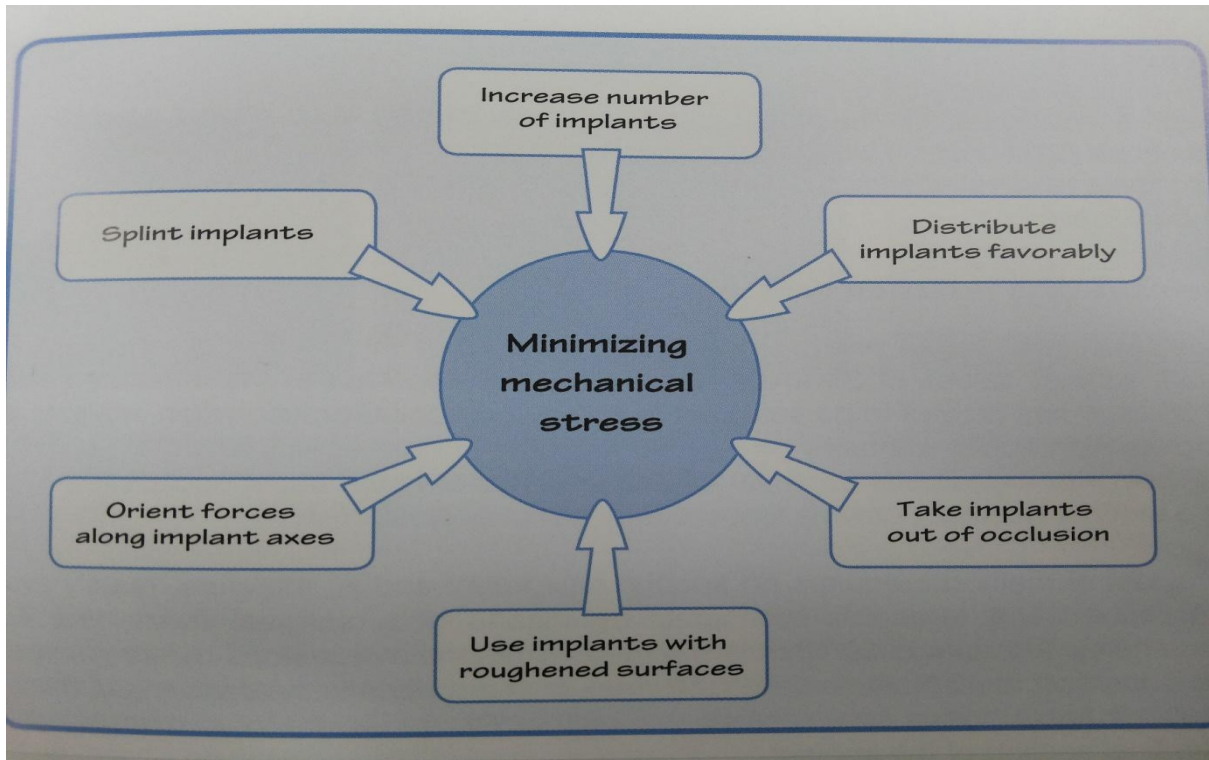 Increase number
of implants
Splint implants
Distribute
implants favorably
Minimizing
mechanical
stress
Orient forces
along implant axes
Take implants
out of occlusion
Use implants with
roughened surfaces